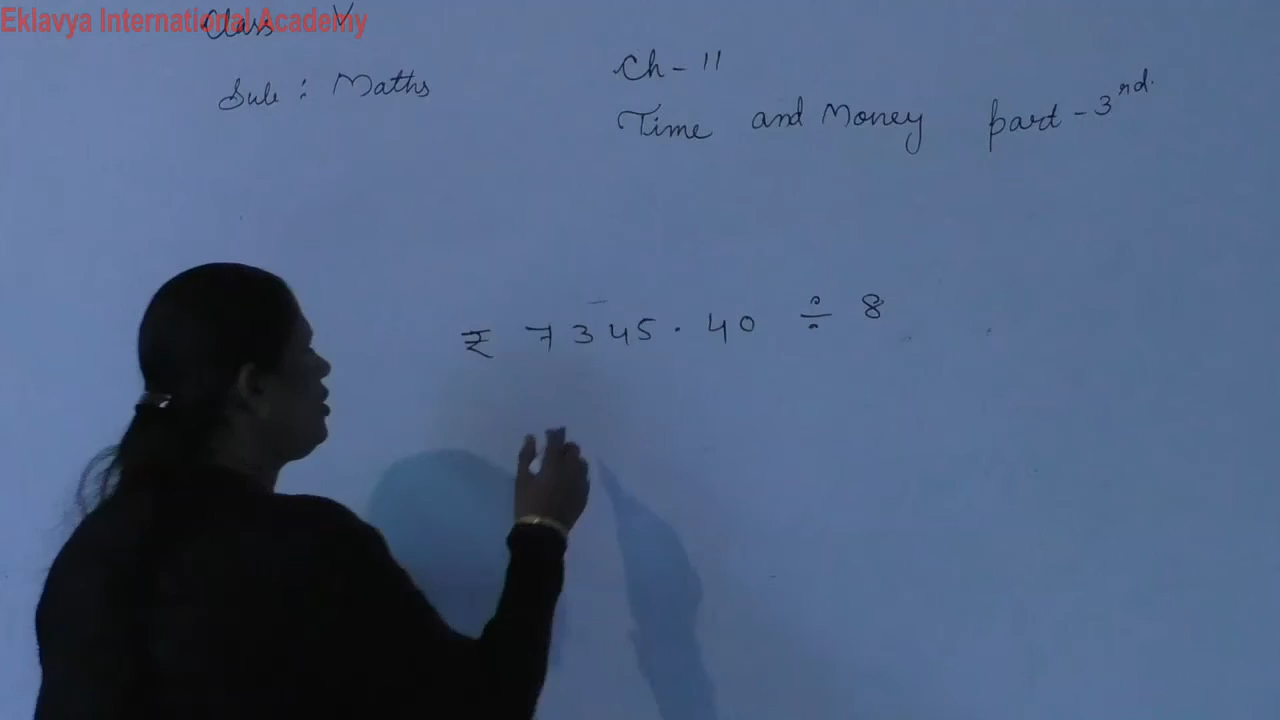 Eklavya International Academy
Class V
Sub : Maths
Ch - 11
Time and Money part - 3rd.
₹ 7345.40 ÷ 8